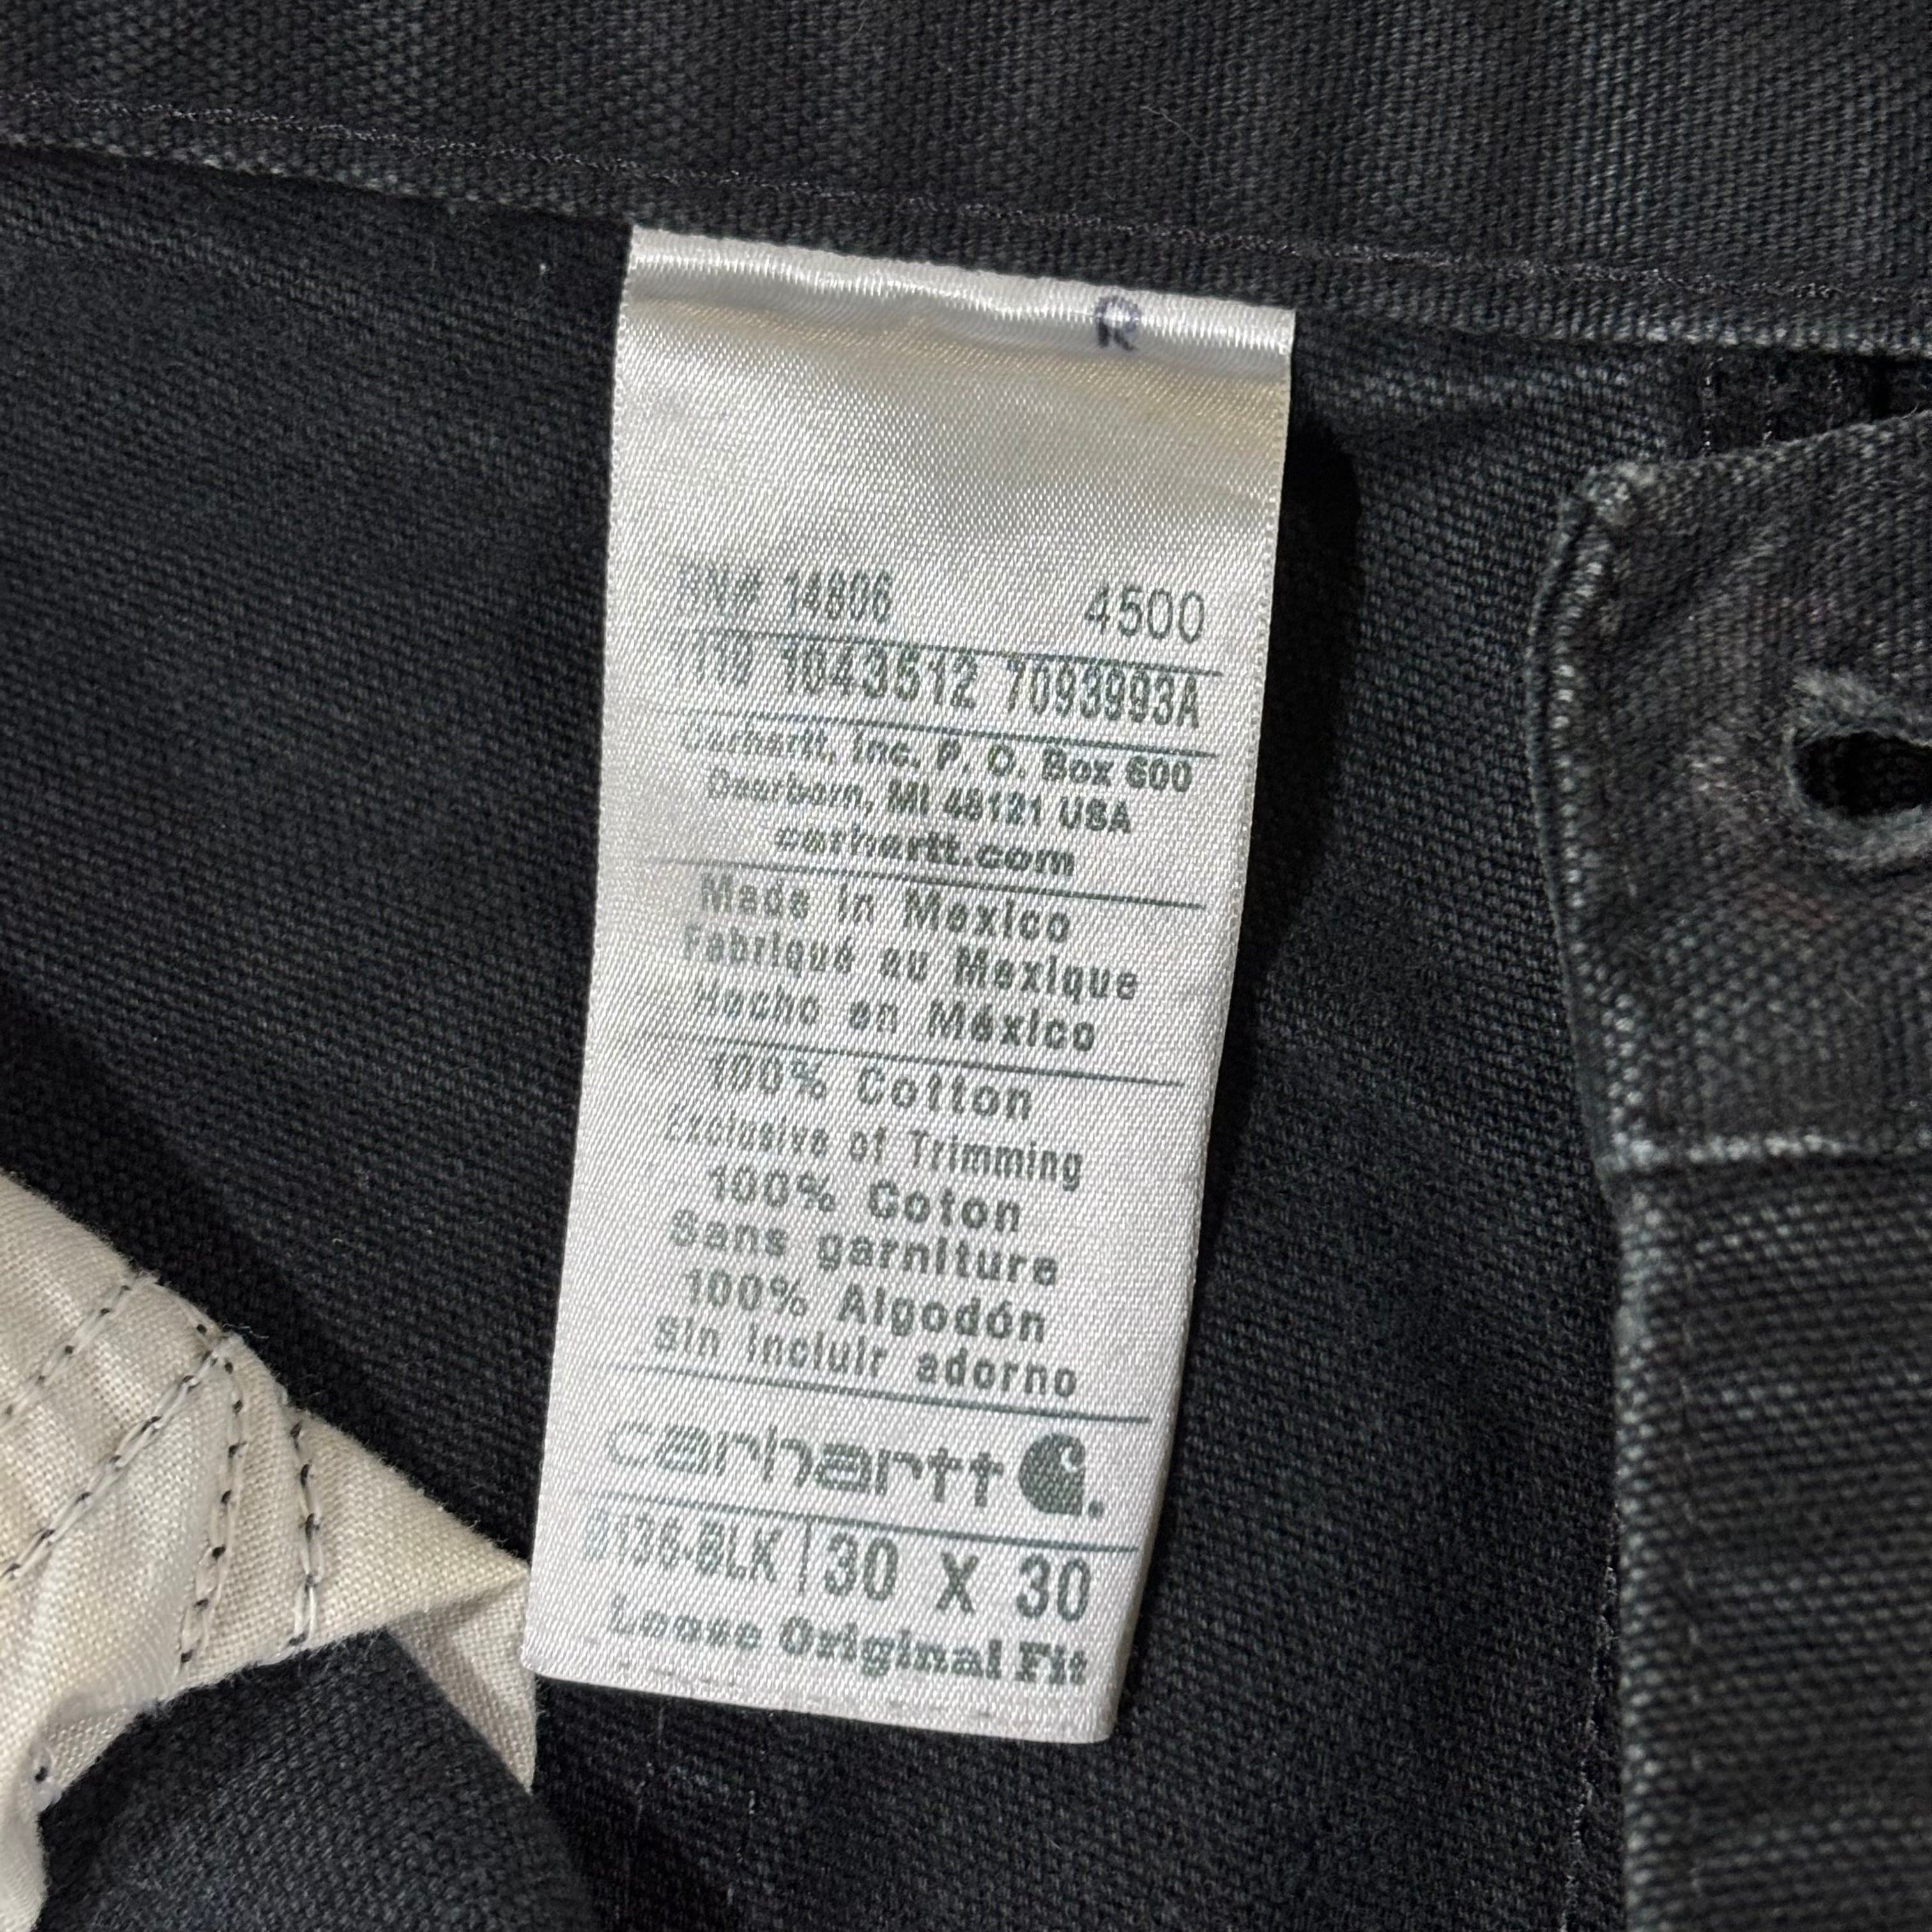 R
RN# 14806 4500
1043512 7093993A
Carhartt, Inc. P. O. Box 600
Dearborn, MI 48121 USA
carhartt.com
Made in Mexico
Fabriqué au Mexique
Hecho en México
100% Cotton
Exclusive of Trimming
100% Coton
Sans garniture
100% Algodón
Sin incluir adorno
carhartt
B136-BLK | 30 X 30
Loose Original Fit